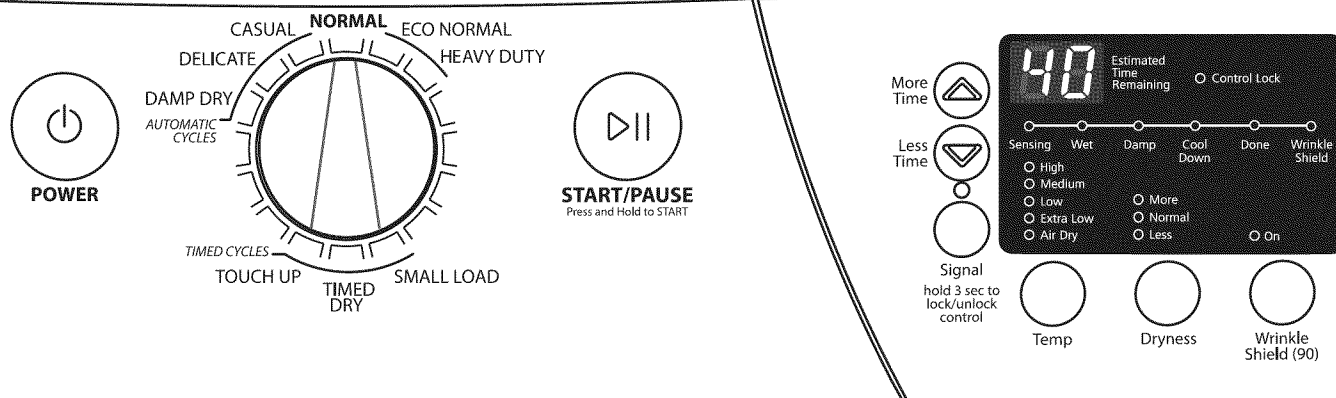 POWER
CASUAL
NORMAL
ECO NORMAL
DELICATE
HEAVY DUTY
DAMP DRY
AUTOMATIC
CYCLES
TIMED CYCLES
TOUCH UP
TIMED
DRY
SMALL LOAD
START/PAUSE
Press and Hold to START
More
Time
Less
Time
Signal
hold 3 sec to
lock/unlock
control
40
Estimated
Time
Remaining
Control Lock
Sensing
Wet
Damp
Cool
Down
Done
Wrinkle
Shield
High
Medium
Low
Extra Low
Air Dry
More
Normal
Less
On
Temp
Dryness
Wrinkle
Shield (90)